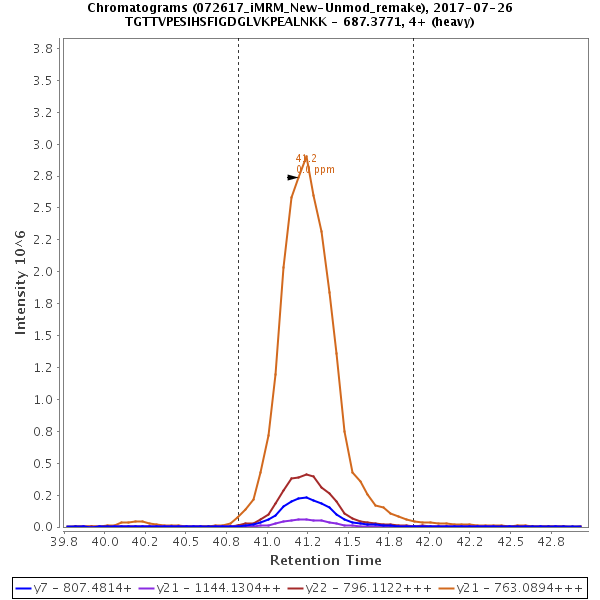 Chromatograms (072617_iMRM_New-Unmod_remake), 2017-07-26
TGTTVPESIHSFIGDGLVKPEALNKK - 687.3771, 4+ (heavy)
3.8
3.5
3.2
3.0
2.8
2.5
2.2
2.0
1.8
1.5
1.2
1.0
0.8
0.5
0.2
0.0
Intensity 10^6
41.2
0.0 ppm
39.8 40.0 40.2 40.5 40.8 41.0 41.2 41.5 41.8 42.0 42.2 42.5 42.8
Retention Time
y7 - 807.4814+ y21 - 1144.1304++ y22 - 796.1122+++ y21 - 763.0894+++